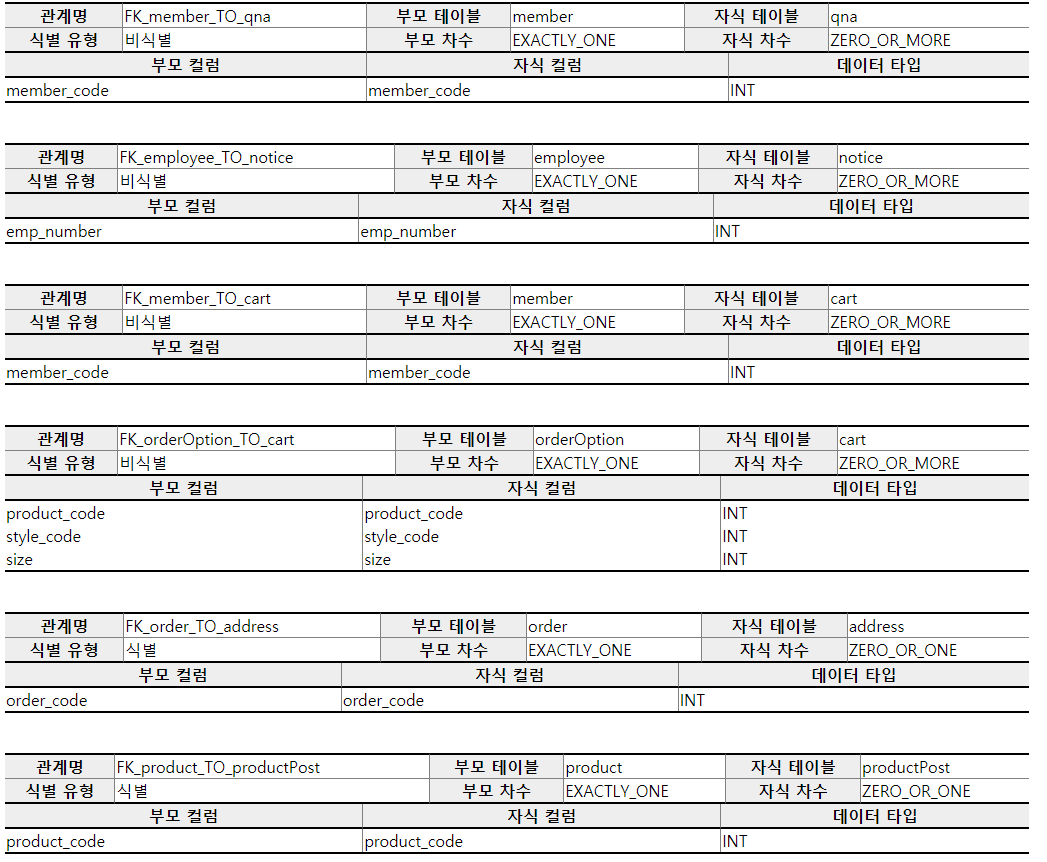 관계명 FK_member_TO_qna 부모 테이블 member 자식 테이블 qna
식별 유형 비식별 부모 차수 EXACTLY_ONE 자식 차수 ZERO_OR_MORE
부모 컬럼 자식 컬럼 데이터 타입
member_code member_code INT
관계명 FK_employee_TO_notice 부모 테이블 employee 자식 테이블 notice
식별 유형 비식별 부모 차수 EXACTLY_ONE 자식 차수 ZERO_OR_MORE
부모 컬럼 자식 컬럼 데이터 타입
emp_number emp_number INT
관계명 FK_member_TO_cart 부모 테이블 member 자식 테이블 cart
식별 유형 비식별 부모 차수 EXACTLY_ONE 자식 차수 ZERO_OR_MORE
부모 컬럼 자식 컬럼 데이터 타입
member_code member_code INT
관계명 FK_orderOption_TO_cart 부모 테이블 orderOption 자식 테이블 cart
식별 유형 비식별 부모 차수 EXACTLY_ONE 자식 차수 ZERO_OR_MORE
부모 컬럼 자식 컬럼 데이터 타입
product_code product_code INT
style_code style_code INT
size size INT
관계명 FK_order_TO_address 부모 테이블 order 자식 테이블 address
식별 유형 식별 부모 차수 EXACTLY_ONE 자식 차수 ZERO_OR_ONE
부모 컬럼 자식 컬럼 데이터 타입
order_code order_code INT
관계명 FK_product_TO_productPost 부모 테이블 product 자식 테이블 productPost
식별 유형 식별 부모 차수 EXACTLY_ONE 자식 차수 ZERO_OR_ONE
부모 컬럼 자식 컬럼 데이터 타입
product_code product_code INT